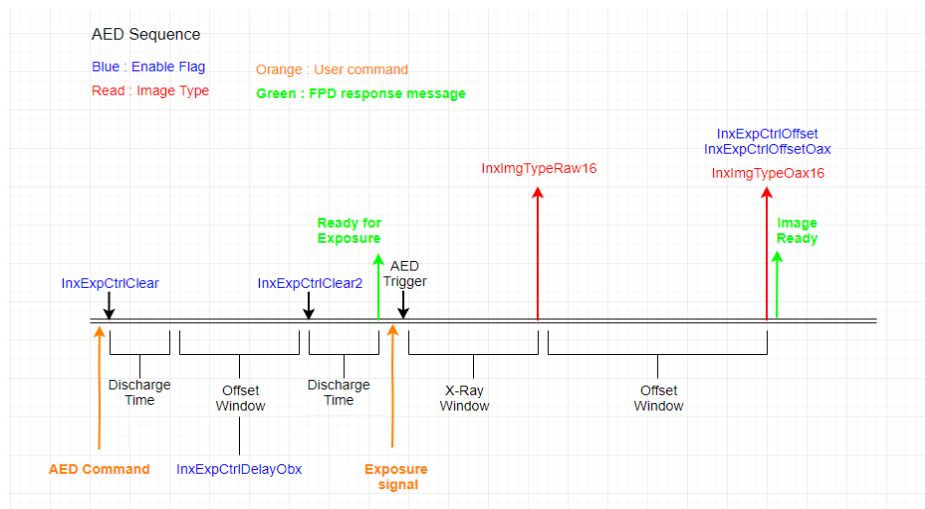 AED Sequence
Blue : Enable Flag
Orange : User command
Read : Image Type
Green : FPD response message
InxExpCtrlOffset
InxExpCtrlOffsetOax
InxImgTypeRaw16
InxImgTypeOax16
Ready for
Exposure
Image
Ready
AED
Trigger
InxExpCtrlClear
InxExpCtrlClear2
Discharge
Time
Offset
Window
Discharge
Time
X-Ray
Window
Offset
Window
AED Command
InxExpCtrlDelayObx
Exposure
signal